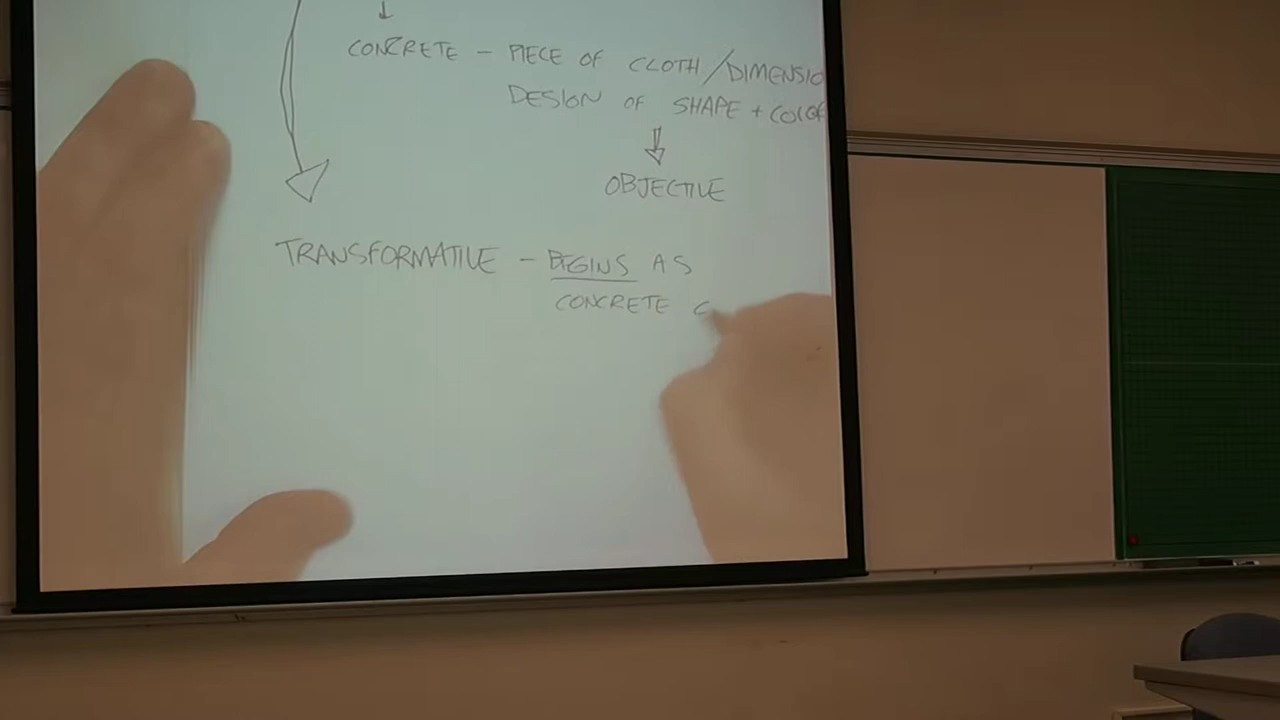 CONCRETE - PIECE OF CLOTH/DIMENSIO
DESIGN OF SHAPE + COLOR
OBJECTIVE
TRANSFORMATIVE - BEGINS AS
CONCRETE